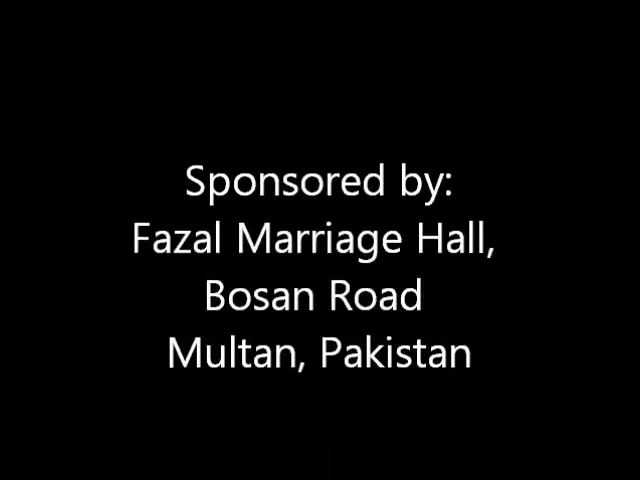 Sponsored by:
Fazal Marriage Hall,
Bosan Road
Multan, Pakistan